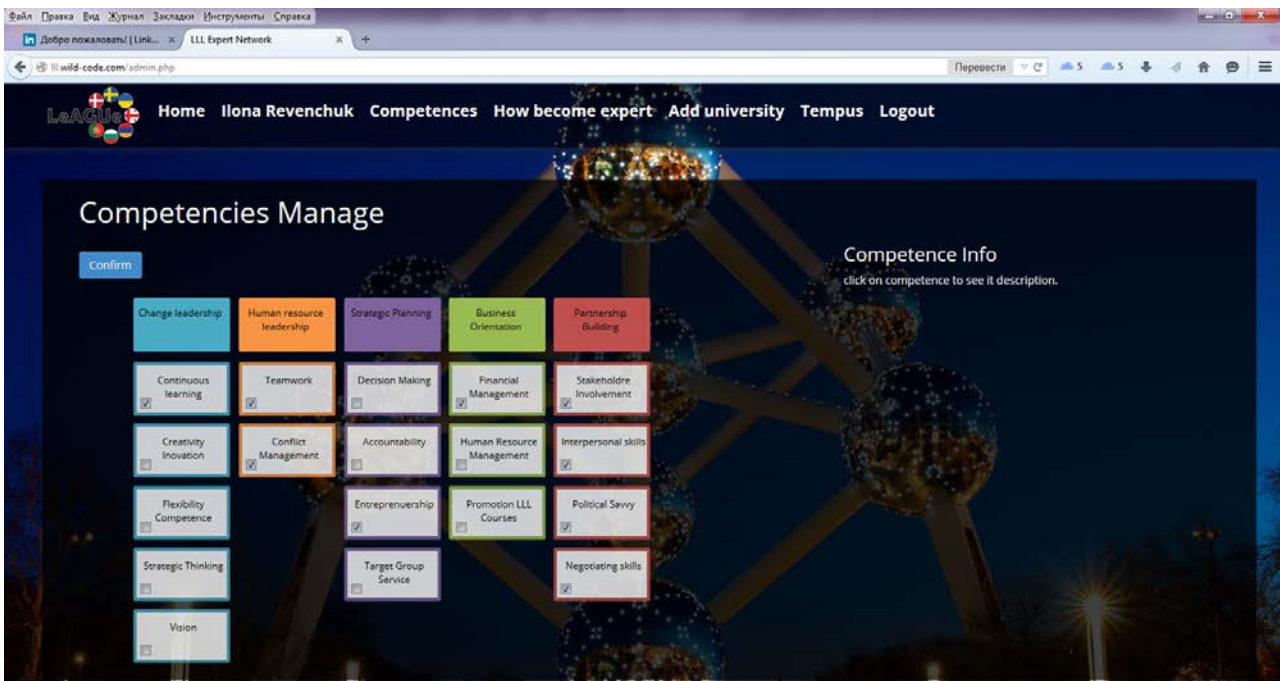 Файл Правка Вид Журнал Закладки Инструменты Справка
in Добро пожаловать! | Link... × LLL Expert Network × +
lll.wild-code.com/admin.php Перевести 5 5
LeAGUe Home Ilona Revenchuk Competences How become expert Add university Tempus Logout
Competencies Manage
Confirm
Competence Info
click on competence to see it description.
Change leadership
Human resource
leadership
Strategic Planning
Business
Orientation
Partnership
Building
Continuous
learning
Teamwork
Decision Making
Financial
Management
Stakeholdre
Involvement
Creativity
Inovation
Conflict
Management
Accountability
Human Resource
Management
Interpersonal skills
Flexibility
Competence
Entreprenuership
Promotion LLL
Courses
Political Savvy
Strategic Thinking
Target Group
Service
Negotiating skills
Vision